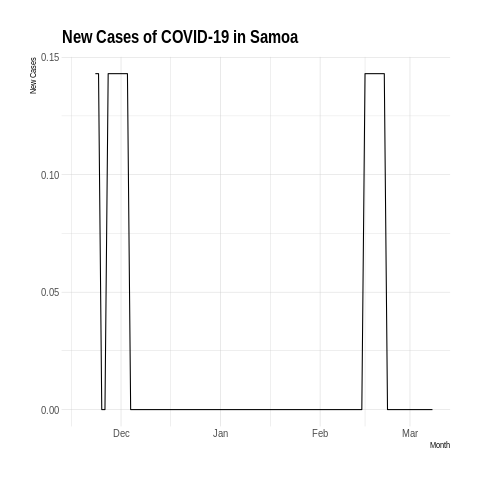 New Cases of COVID-19 in Samoa
New Cases
0.15
0.10
0.05
0.00
Dec Jan Feb Mar
Month